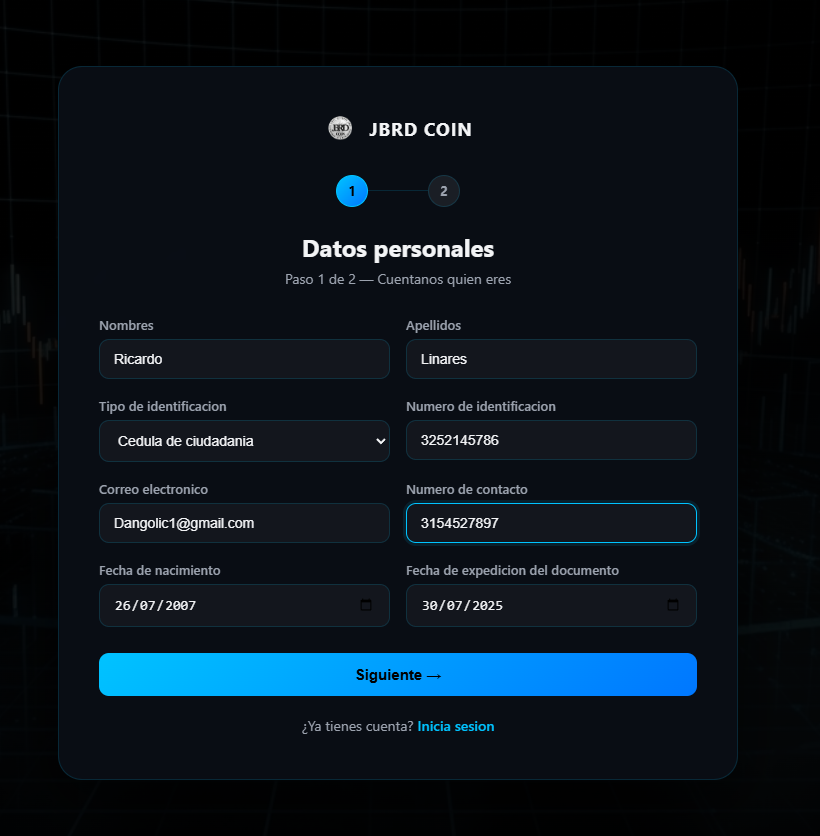 JBRD COIN
JBRD COIN
1
2
Datos personales
Paso 1 de 2 — Cuentanos quien eres
Nombres
Apellidos
Ricardo
Linares
Tipo de identificacion
Numero de identificacion
Cedula de ciudadania
3252145786
Correo electronico
Numero de contacto
Dangolic1@gmail.com
3154527897
Fecha de nacimiento
Fecha de expedicion del documento
26/07/2007
30/07/2025
Siguiente →
¿Ya tienes cuenta? Inicia sesion